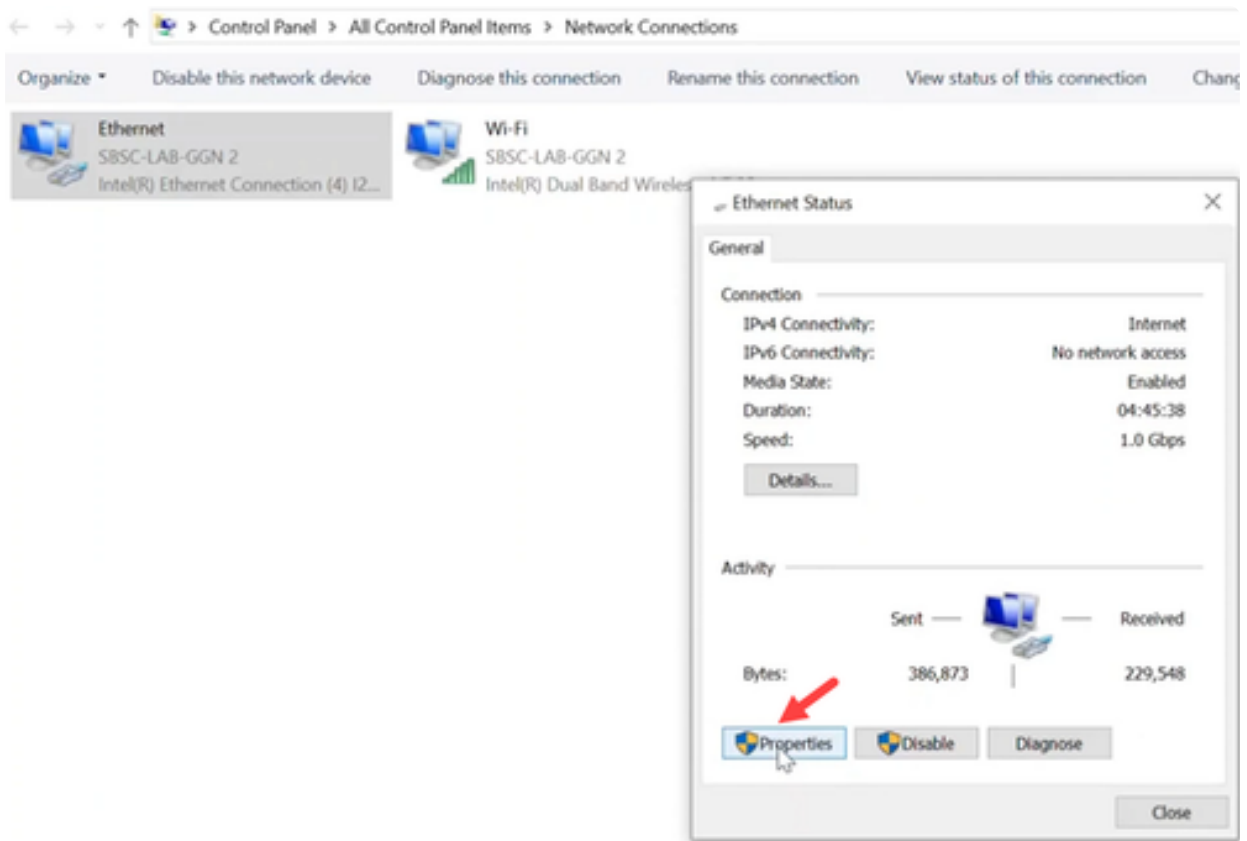 Control Panel > All Control Panel Items > Network Connections
Organize Disable this network device Diagnose this connection Rename this connection View status of this connection Chang
Ethernet
SBSC-LAB-GGN 2
Intel(R) Ethernet Connection (4) I2...
Wi-Fi
SBSC-LAB-GGN 2
Intel(R) Dual Band Wireles
Ethernet Status
General
Connection
IPv4 Connectivity: Internet
IPv6 Connectivity: No network access
Media State: Enabled
Duration: 04:45:38
Speed: 1.0 Gbps
Details...
Activity
Sent Received
Bytes: 386,873 229,548
Properties Disable Diagnose
Close